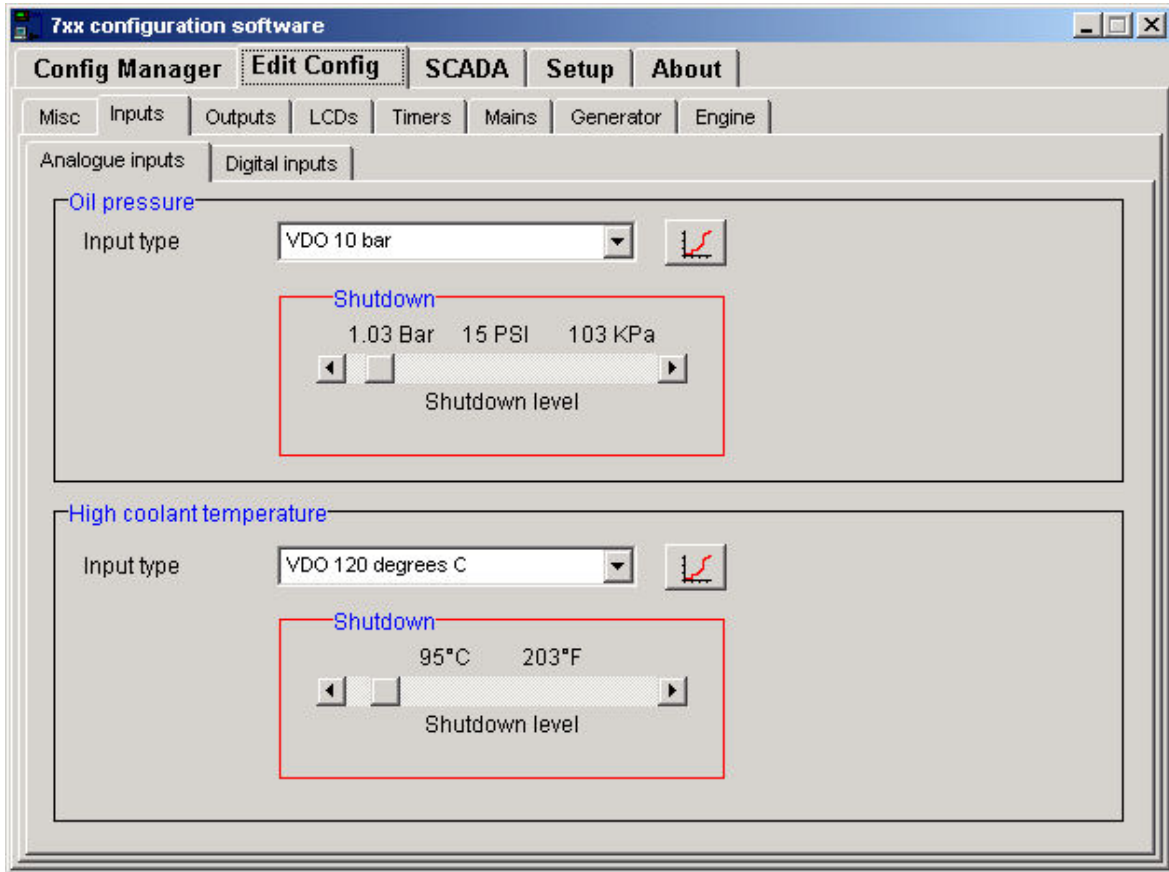 7xx configuration software
Config Manager Edit Config SCADA Setup About
Misc Inputs Outputs LCDs Timers Mains Generator Engine
Analogue inputs Digital inputs
Oil pressure
Input type VDO 10 bar
Shutdown
1.03 Bar 15 PSI 103 KPa
Shutdown level
High coolant temperature
Input type VDO 120 degrees C
Shutdown
95°C 203°F
Shutdown level